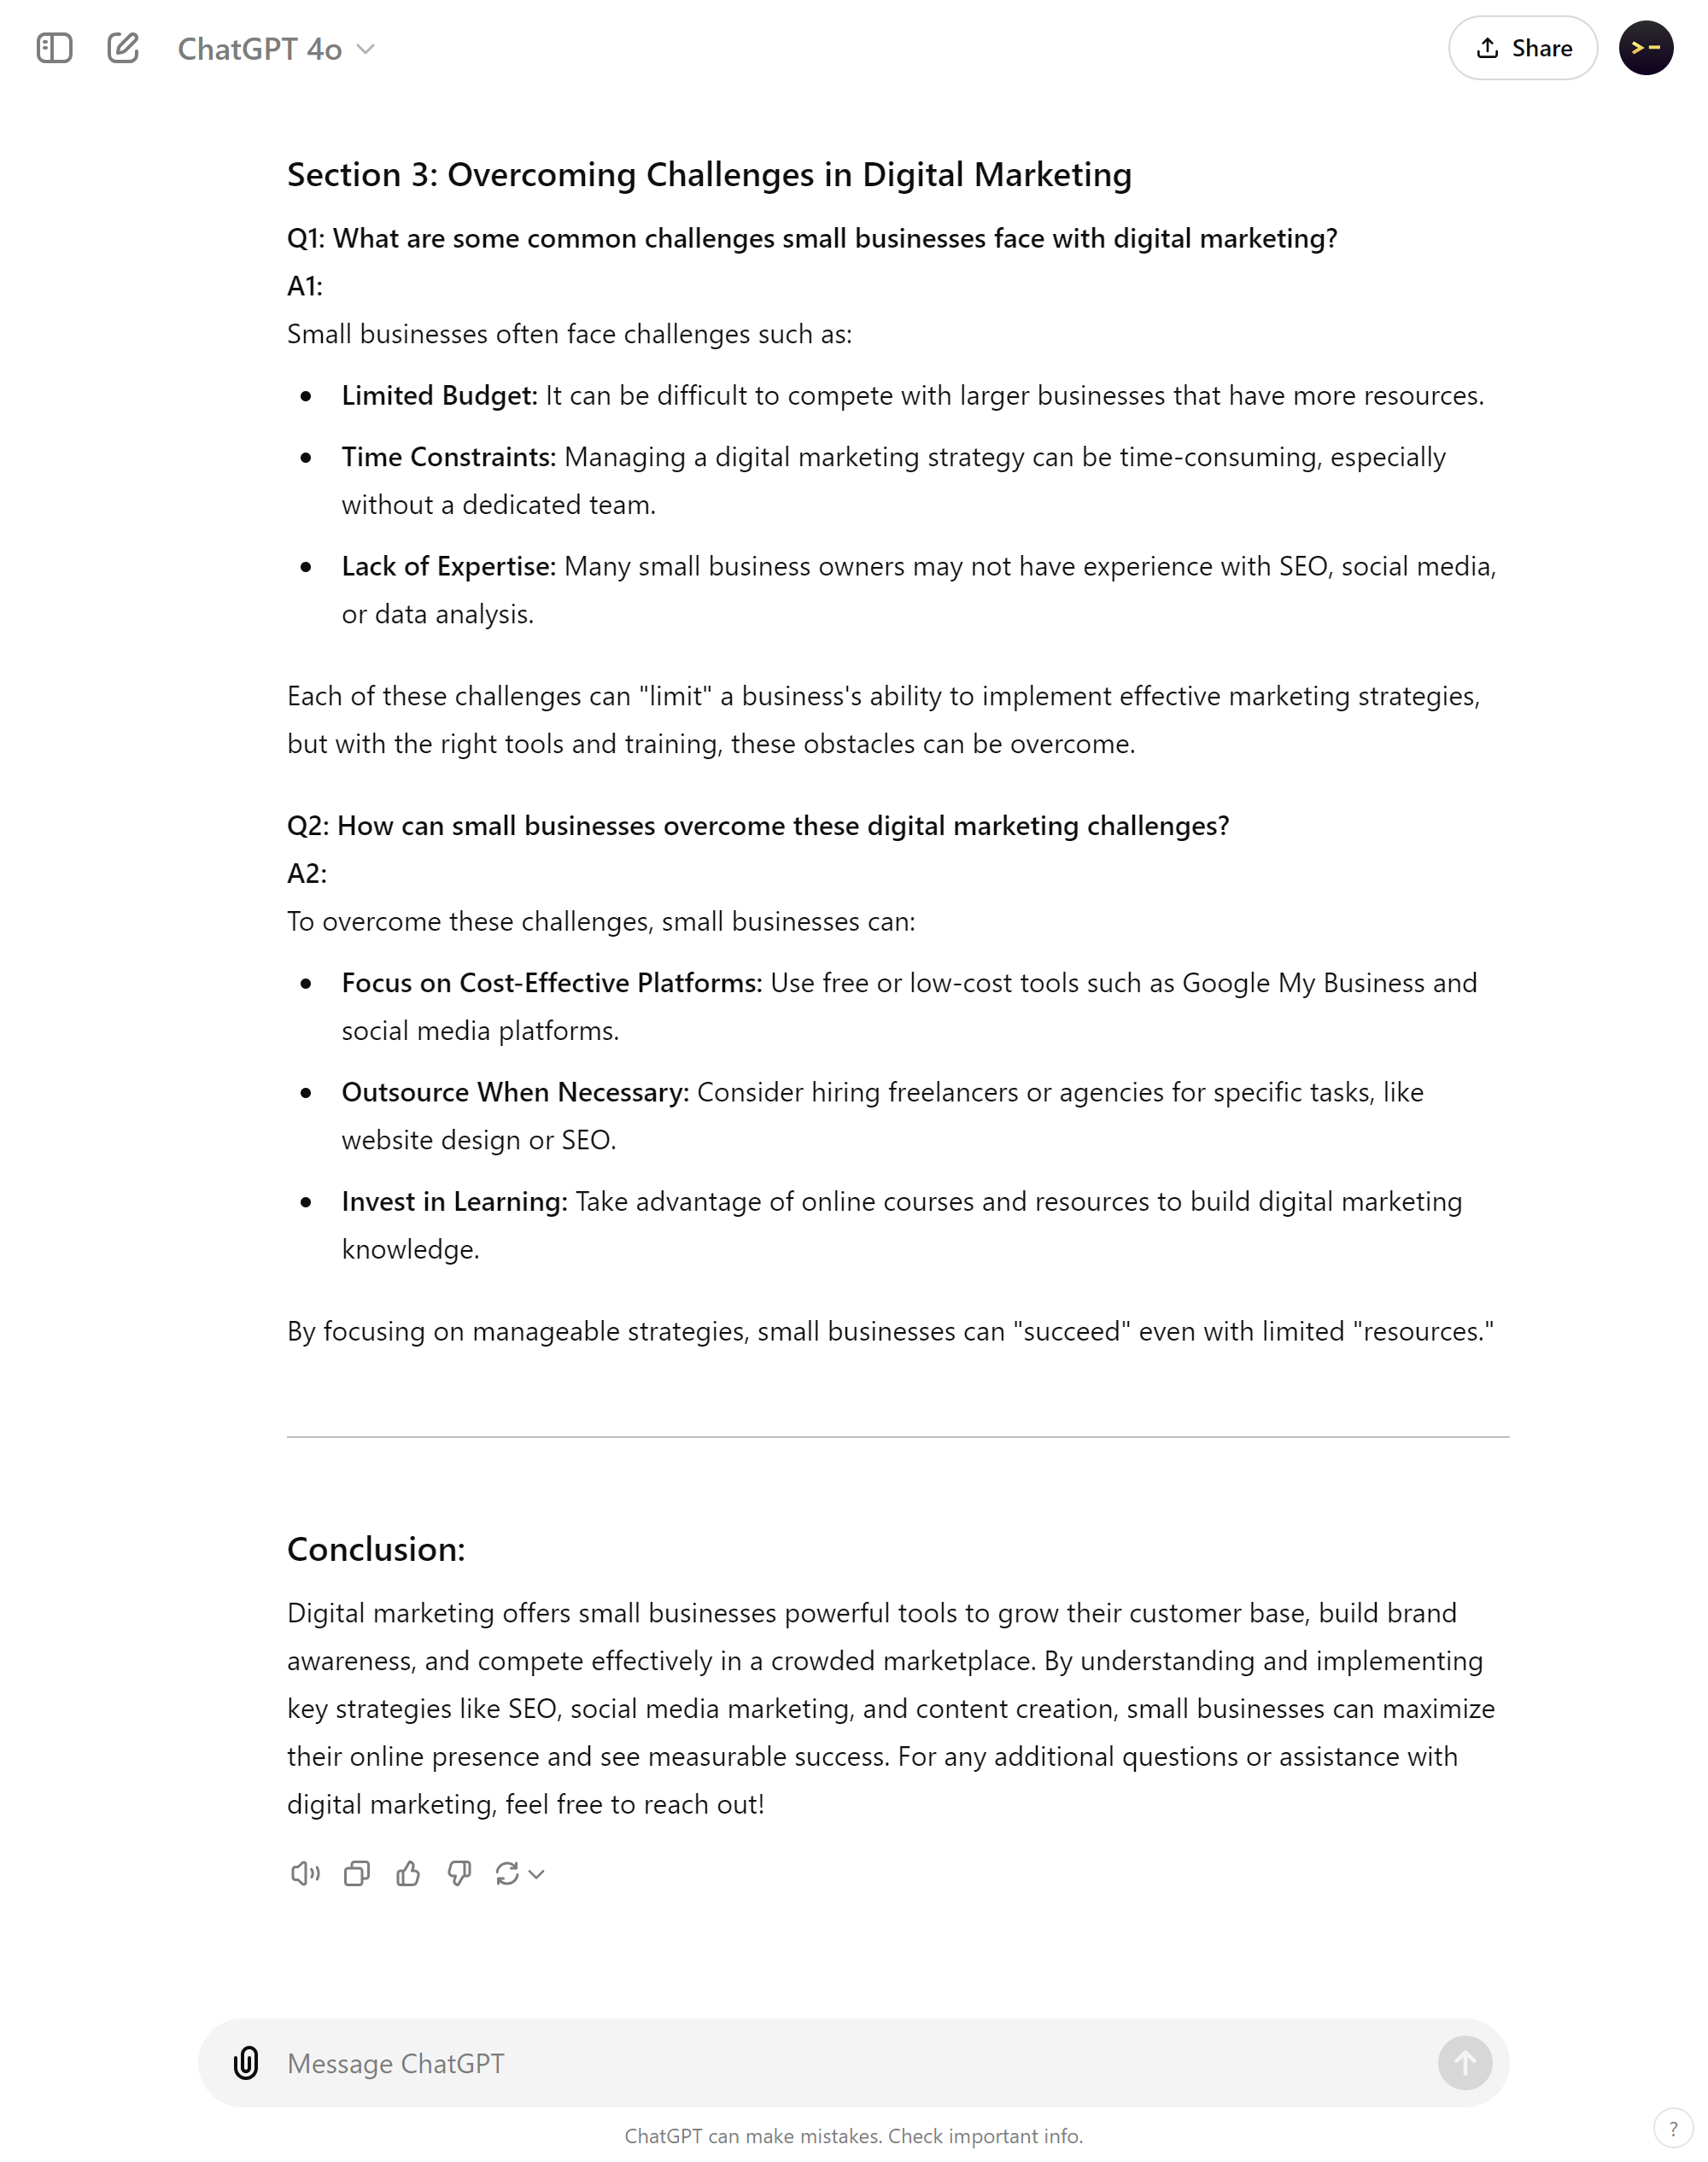 ChatGPT 4o
Share
Section 3: Overcoming Challenges in Digital Marketing
Q1: What are some common challenges small businesses face with digital marketing?
A1:
Small businesses often face challenges such as:
Limited Budget: It can be difficult to compete with larger businesses that have more resources.
Time Constraints: Managing a digital marketing strategy can be time-consuming, especially
without a dedicated team.
Lack of Expertise: Many small business owners may not have experience with SEO, social media,
or data analysis.
Each of these challenges can "limit" a business's ability to implement effective marketing strategies,
but with the right tools and training, these obstacles can be overcome.
Q2: How can small businesses overcome these digital marketing challenges?
A2:
To overcome these challenges, small businesses can:
Focus on Cost-Effective Platforms: Use free or low-cost tools such as Google My Business and
social media platforms.
Outsource When Necessary: Consider hiring freelancers or agencies for specific tasks, like
website design or SEO.
Invest in Learning: Take advantage of online courses and resources to build digital marketing
knowledge.
By focusing on manageable strategies, small businesses can "succeed" even with limited "resources."
Conclusion:
Digital marketing offers small businesses powerful tools to grow their customer base, build brand
awareness, and compete effectively in a crowded marketplace. By understanding and implementing
key strategies like SEO, social media marketing, and content creation, small businesses can maximize
their online presence and see measurable success. For any additional questions or assistance with
digital marketing, feel free to reach out!
Message ChatGPT
ChatGPT can make mistakes. Check important info.
?